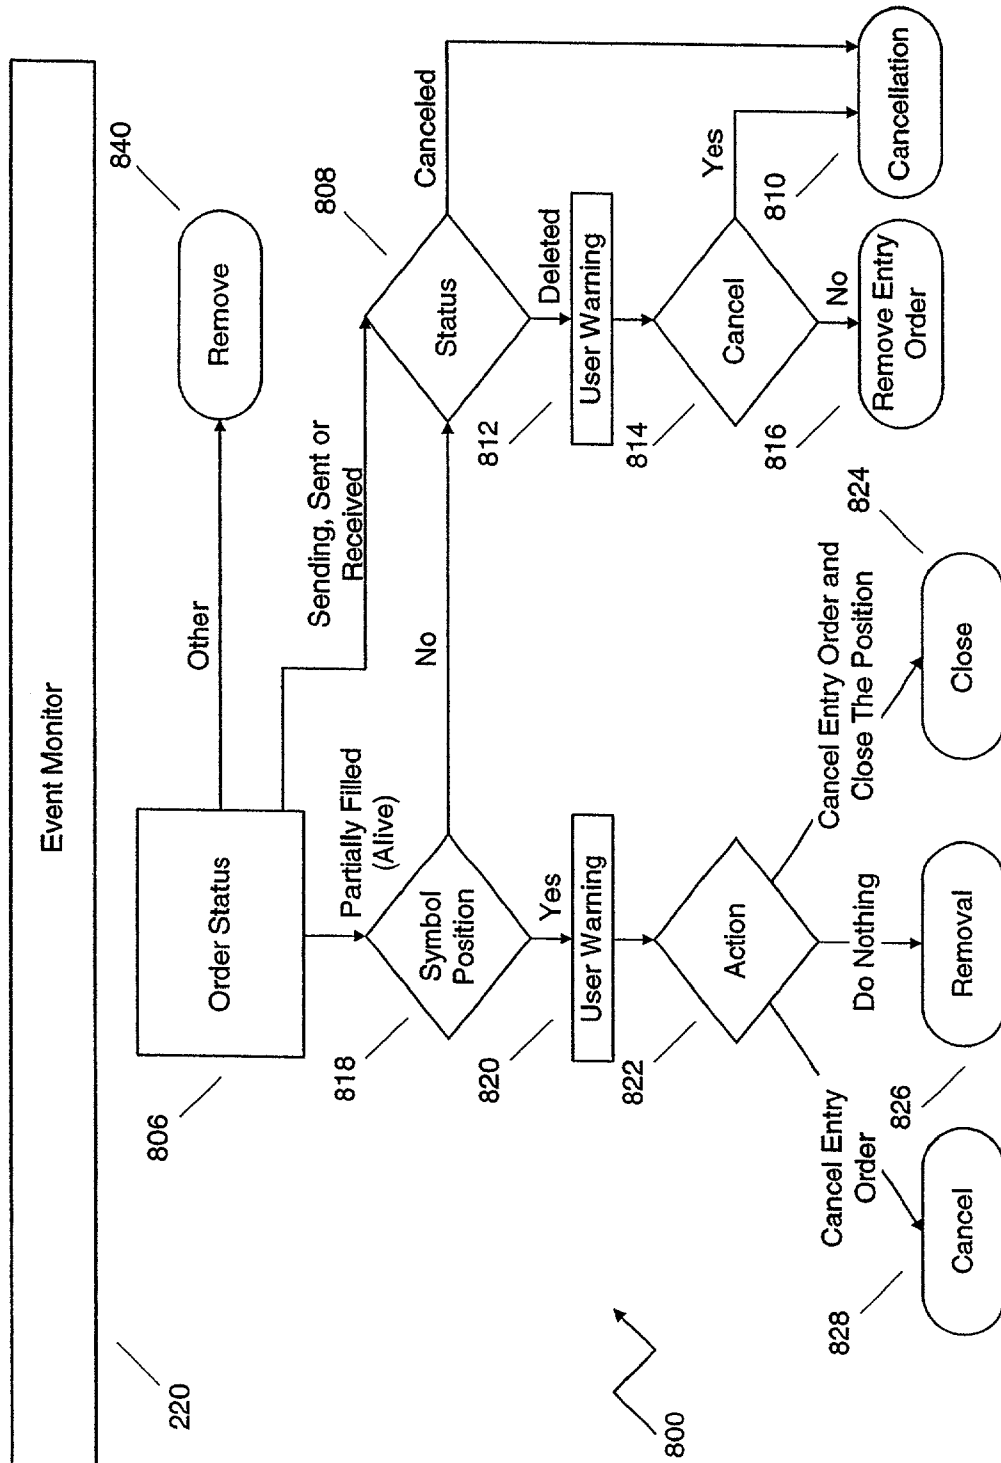 Event Monitor
220
Order Status
806
Other
Remove
840
Sending, Sent or
Received
Partially Filled
(Alive)
Symbol
Position
818
No
Status
808
Canceled
Yes
Deleted
User Warning
820
User Warning
812
Action
822
Cancel
814
Yes
No
Cancel Entry
Order
Do Nothing
Cancel Entry Order and
Close The Position
Cancel
828
Removal
826
Close
824
Remove Entry
Order
816
Cancellation
810
800